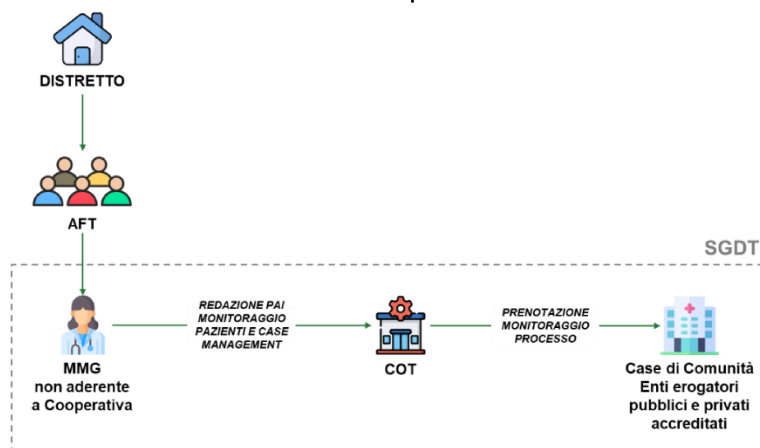 DISTRETTO
AFT
SGDT
MMG
non aderente
a Cooperativa
REDAZIONE PAI
MONITORAGGIO
PAZIENTI E CASE
MANAGEMENT
COT
PRENOTAZIONE
MONITORAGGIO
PROCESSO
Case di Comunità
Enti erogatori
pubblici e privati
accreditati